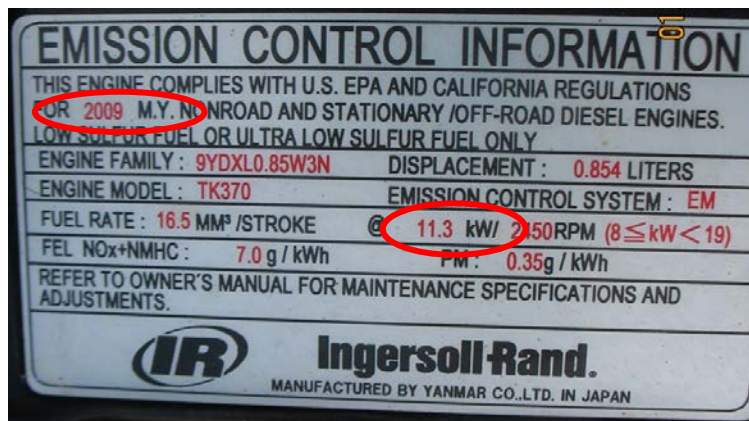 EMISSION CONTROL INFORMATION
THIS ENGINE COMPLIES WITH U.S. EPA AND CALIFORNIA REGULATIONS
FOR 2009 M.Y. NONROAD AND STATIONARY /OFF-ROAD DIESEL ENGINES.
LOW SULFUR FUEL OR ULTRA LOW SULFUR FUEL ONLY
ENGINE FAMILY : 9YDXL0.85W3N DISPLACEMENT : 0.854 LITERS
ENGINE MODEL : TK370 EMISSION CONTROL SYSTEM : EM
FUEL RATE : 16.5 MM³ /STROKE @ 11.3 kW/ 2450RPM (8≦kW<19)
FEL NOx+NMHC : 7.0 g / kWh PM : 0.35g / kWh
REFER TO OWNER'S MANUAL FOR MAINTENANCE SPECIFICATIONS AND
ADJUSTMENTS.
IR Ingersoll Rand.
MANUFACTURED BY YANMAR CO.,LTD. IN JAPAN